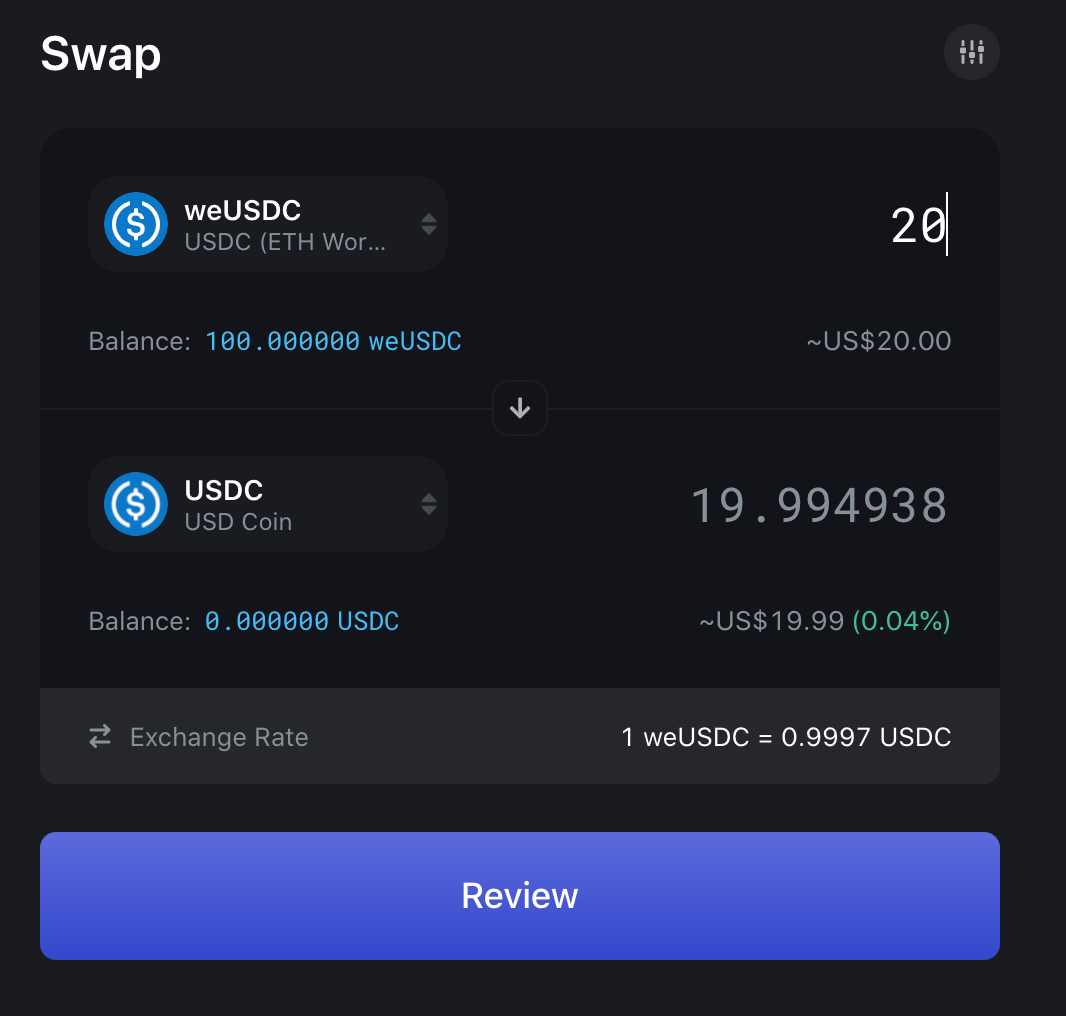 Swap
weUSDC
USDC (ETH Wor...
20
Balance: 100.000000 weUSDC
~US$20.00
USDC
USD Coin
19.994938
Balance: 0.000000 USDC
~US$19.99 (0.04%)
Exchange Rate
1 weUSDC = 0.9997 USDC
Review